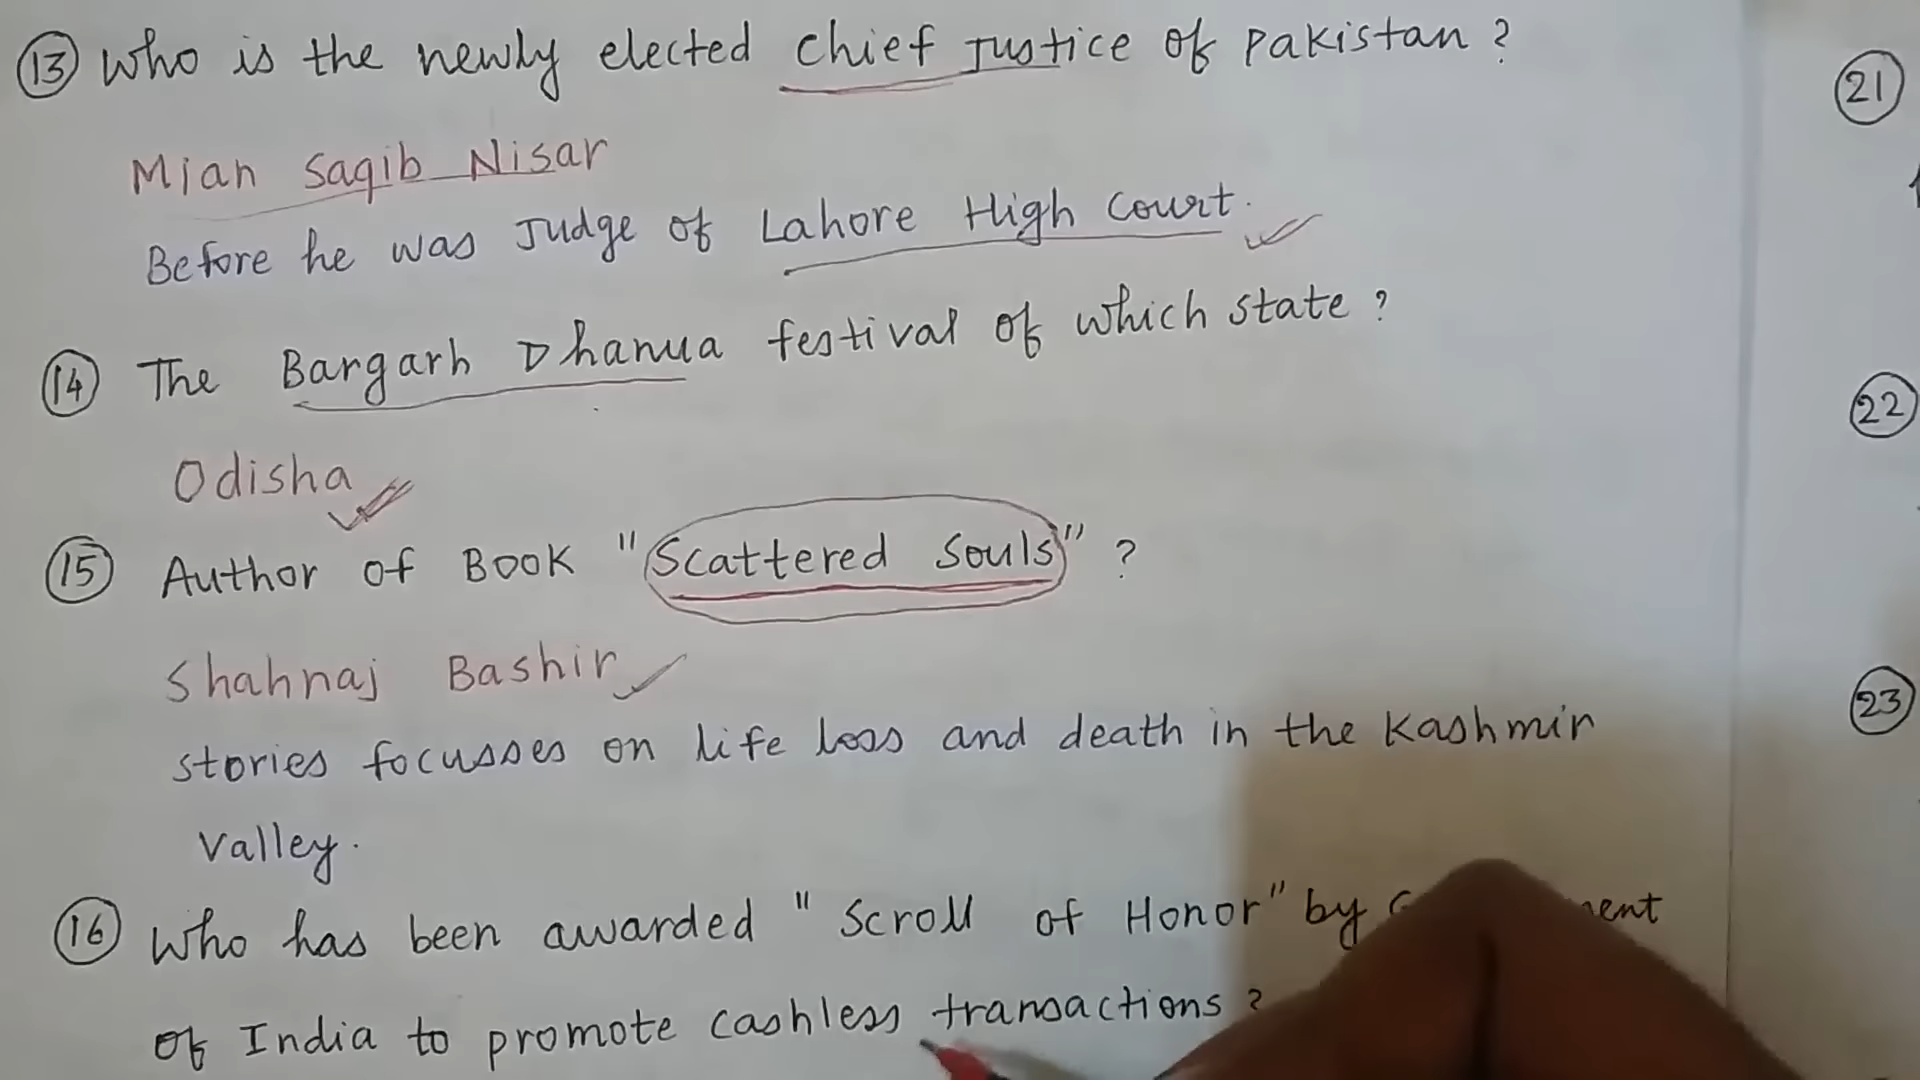 13 Who is the newly elected Chief Justice of Pakistan ?
Mian Saqib Nisar
Before he was Judge of Lahore High Court.
14 The Bargarh Dhanua festival of which state ?
Odisha
15 Author of Book "Scattered Souls" ?
Shahnaj Bashir
stories focusses on life loss and death in the Kashmir
valley.
16 Who has been awarded "Scroll of Honor" by
of India to promote cashless transactions ?
21
22
23